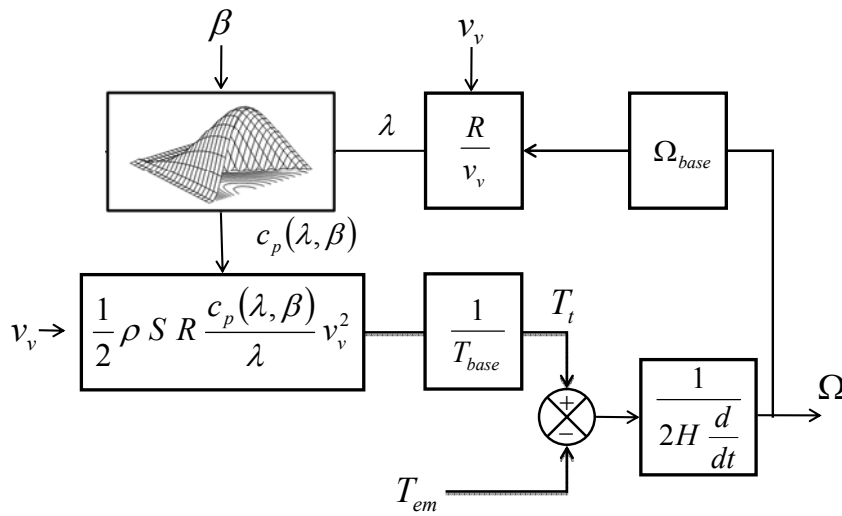 β
v_v
λ
R / v_v
Ω_base
c_p(λ, β)
v_v
1/2 ρ S R c_p(λ, β)/λ v_v^2
1 / T_base
T_t
+
−
1 / (2H d/dt)
Ω
T_em